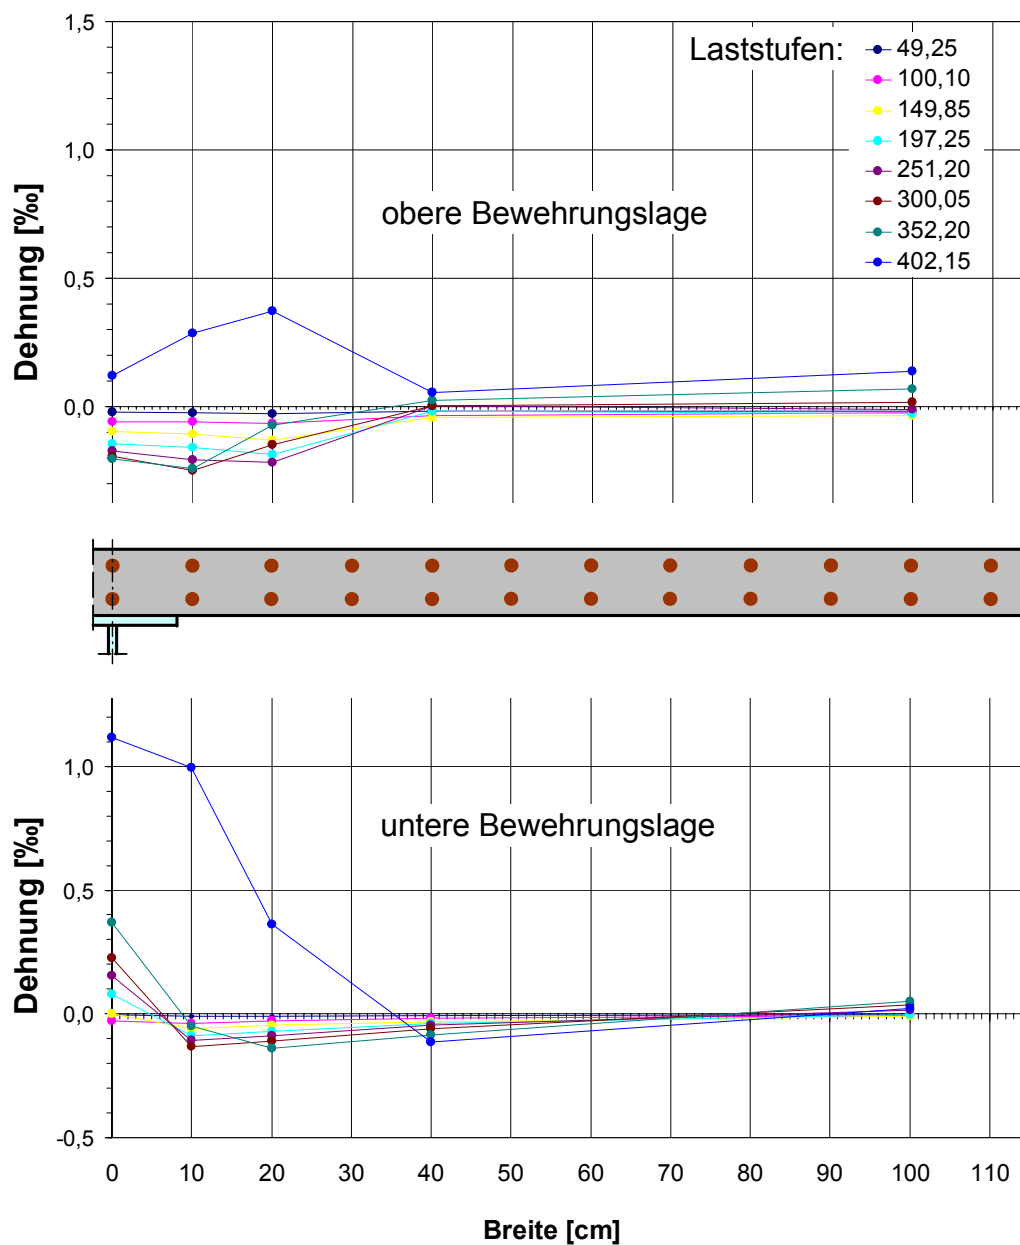 1,5
Laststufen:
49,25
100,10
149,85
197,25
251,20
300,05
352,20
402,15
1,0
obere Bewehrungslage
Dehnung [‰]
0,5
0,0
1,0
untere Bewehrungslage
Dehnung [‰]
0,5
0,0
-0,5
0 10 20 30 40 50 60 70 80 90 100 110
Breite [cm]